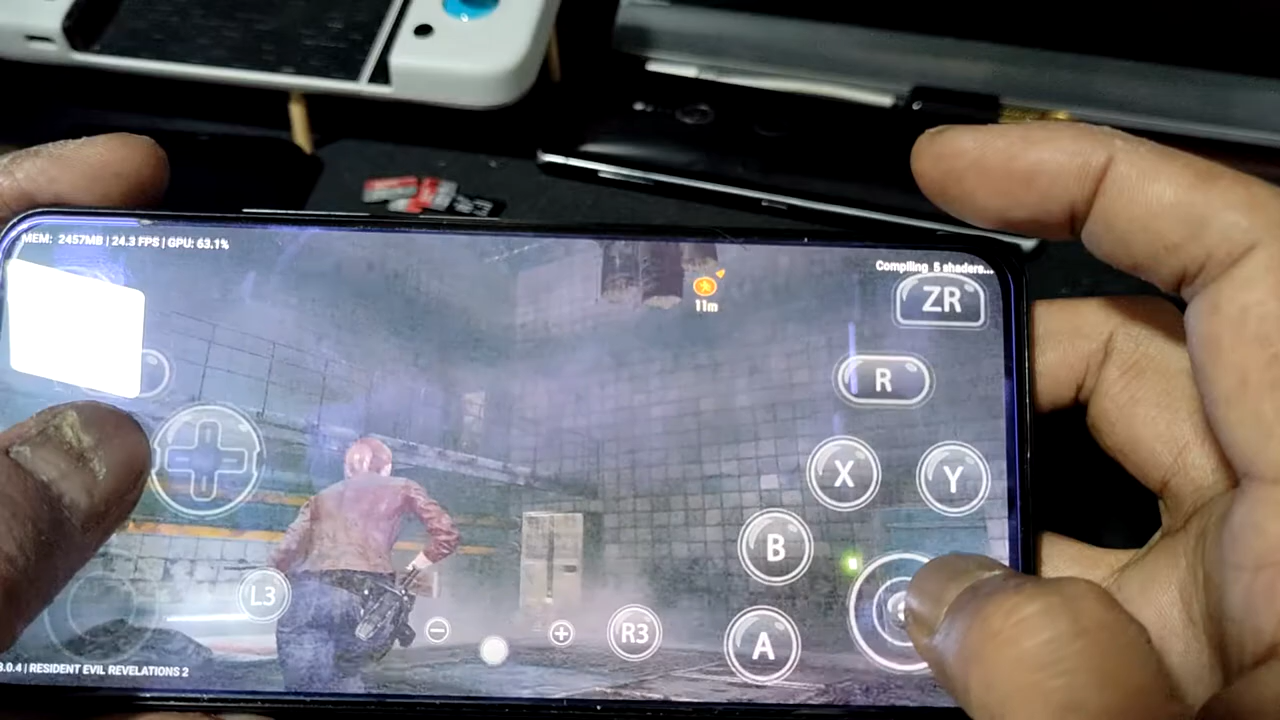 MEM: 2457MB | 24.3 FPS | GPU: 63.1%
Compiling 5 shaders...
11m
ZR
R
X
Y
B
L3
R3
A
3.0.4 | RESIDENT EVIL REVELATIONS 2